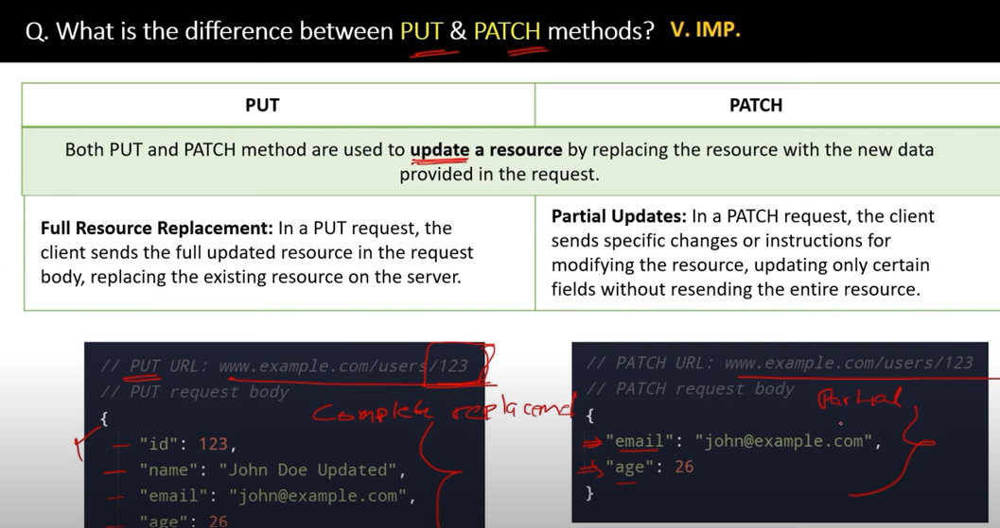 Q. What is the difference between PUT & PATCH methods? V. IMP.
PUT
PATCH
Both PUT and PATCH method are used to update a resource by replacing the resource with the new data
provided in the request.
Full Resource Replacement: In a PUT request, the
client sends the full updated resource in the request
body, replacing the existing resource on the server.
Partial Updates: In a PATCH request, the client
sends specific changes or instructions for
modifying the resource, updating only certain
fields without resending the entire resource.
// PUT URL: www.example.com/users/123
// PUT request body
Complete replacement
{
"id": 123,
"name": "John Doe Updated",
"email": "john@example.com",
"age": 26
// PATCH URL: www.example.com/users/123
// PATCH request body
Partial
{
"email": "john@example.com",
"age": 26
}